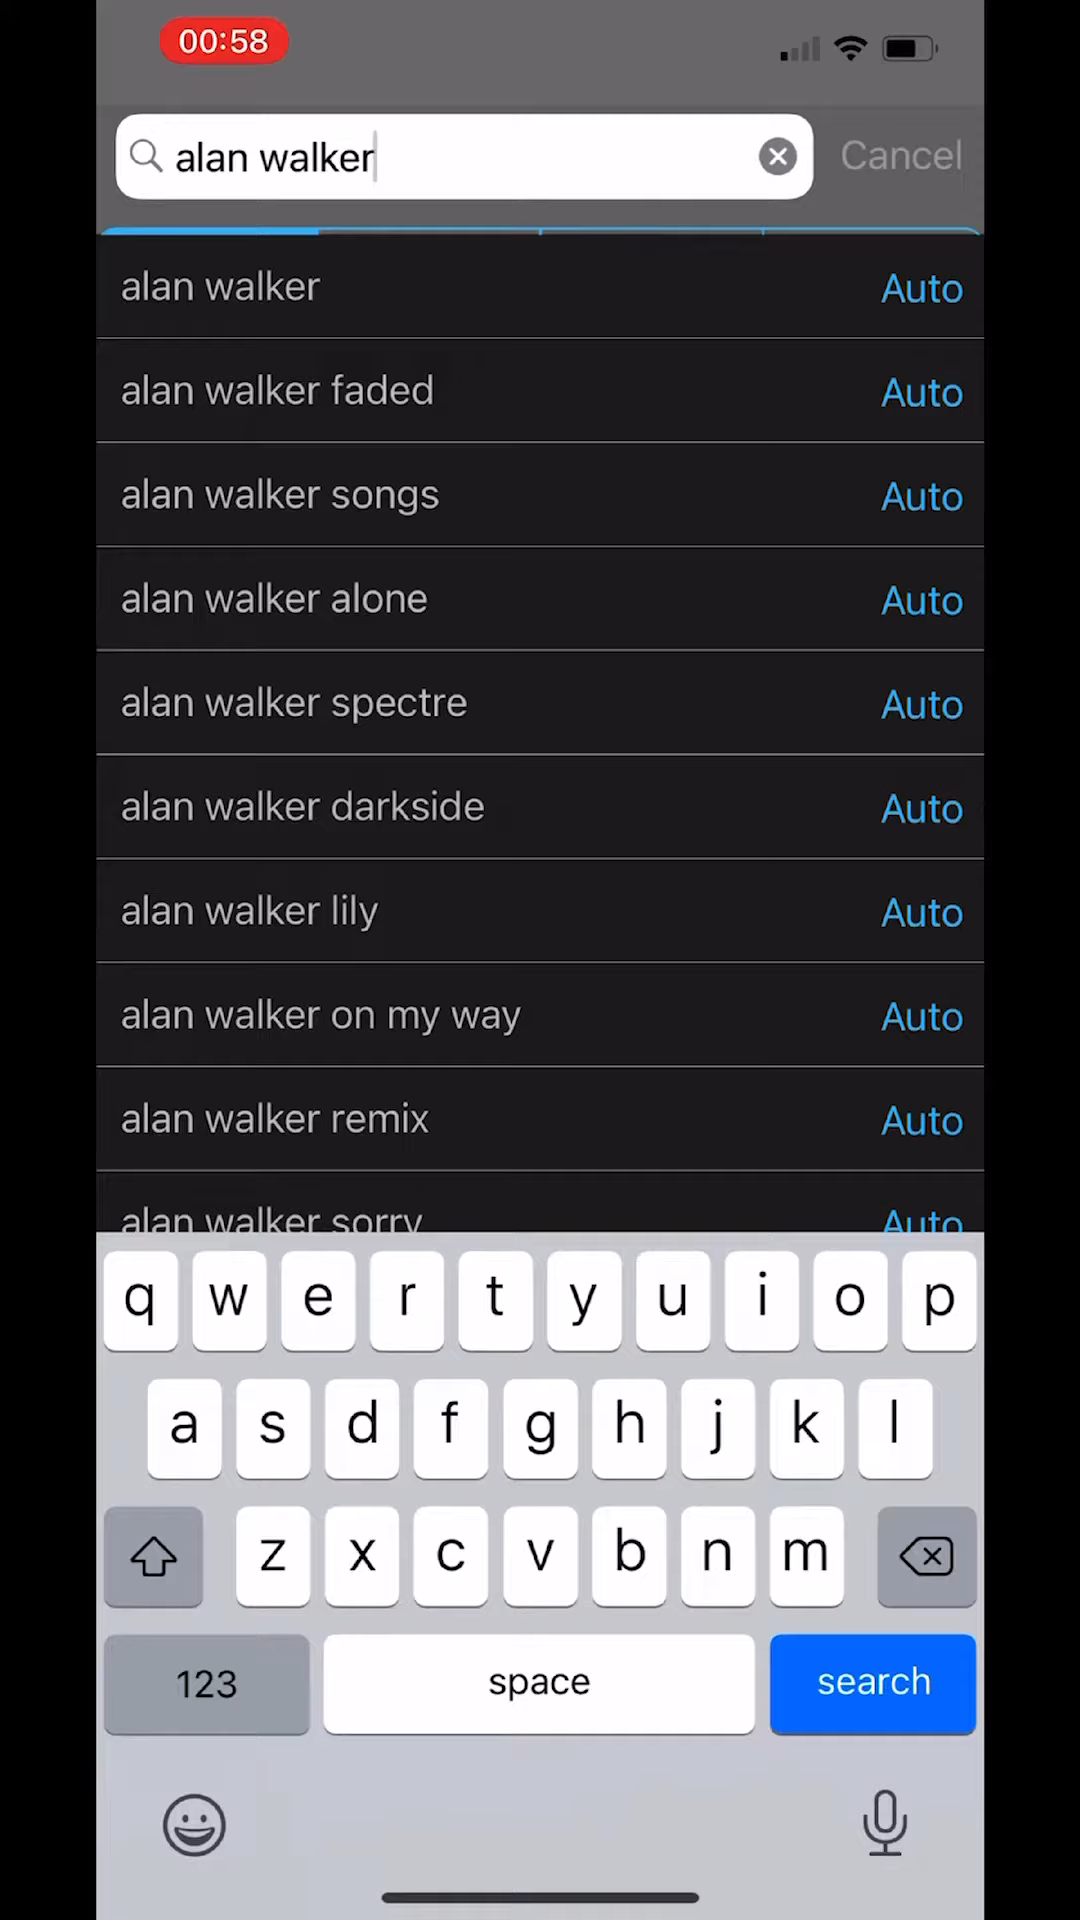 00:58
alan walker
Cancel
alan walker Auto
alan walker faded Auto
alan walker songs Auto
alan walker alone Auto
alan walker spectre Auto
alan walker darkside Auto
alan walker lily Auto
alan walker on my way Auto
alan walker remix Auto
alan walker sorry Auto
q w e r t y u i o p
a s d f g h j k l
z x c v b n m
123 space search